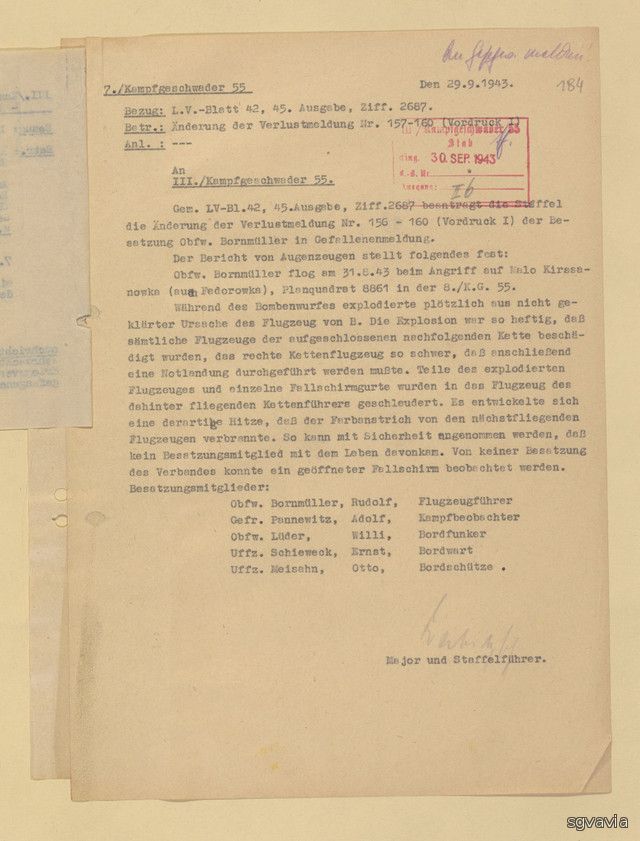 184
7./Kampfgeschwader 55
Den 29.9.1943.
Bezug: L.V.-Blatt 42, 45. Ausgabe, Ziff. 2687.
Betr.: Änderung der Verlustmeldung Nr. 157-160 (Vordruck I)
Anl. : ---
III./Kampfgeschwader 55
Stab
eing. 30. SEP. 1943
IIb
An
III./Kampfgeschwader 55.
Gem. LV-Bl.42, 45.Ausgabe, Ziff.2687 beantragt die Staffel
die Änderung der Verlustmeldung Nr. 156 - 160 (Vordruck I) der Be-
satzung Obfw. Bornmüller in Gefallenenmeldung.
Der Bericht von Augenzeugen stellt folgendes fest:
Obfw. Bornmüller flog am 31.8.43 beim Angriff auf Malo Kirssa-
nowka (auch Fedorowka), Planquadrat 8861 in der 8./K.G. 55.
Während des Bombenwurfes explodierte plötzlich aus nicht ge-
klärter Ursache des Flugzeug von B. Die Explosion war so heftig, daß
sämtliche Flugzeuge der aufgeschlossenen nachfolgenden Kette beschä-
digt wurden, das rechte Kettenflugzeug so schwer, daß anschließend
eine Notlandung durchgeführt werden mußte. Teile des explodierten
Flugzeuges und einzelne Fallschirmgurte wurden in das Flugzeug des
dahinter fliegenden Kettenführers geschleudert. Es entwickelte sich
eine derartige Hitze, daß der Farbanstrich von den nächstfliegenden
Flugzeugen verbrannte. So kann mit Sicherheit angenommen werden, daß
kein Besatzungsmitglied mit dem Leben davonkam. Von keiner Besatzung
des Verbandes konnte ein geöffneter Fallschirm beobachtet werden.
Besatzungsmitglieder:
Obfw. Bornmüller, Rudolf, Flugzeugführer
Gefr. Pannewitz, Adolf, Kampfbeobachter
Obfw. Lüder, Willi, Bordfunker
Uffz. Schieweck, Ernst, Bordwart
Uffz. Meisehn, Otto, Bordschütze .
Major und Staffelführer.
sgvavia